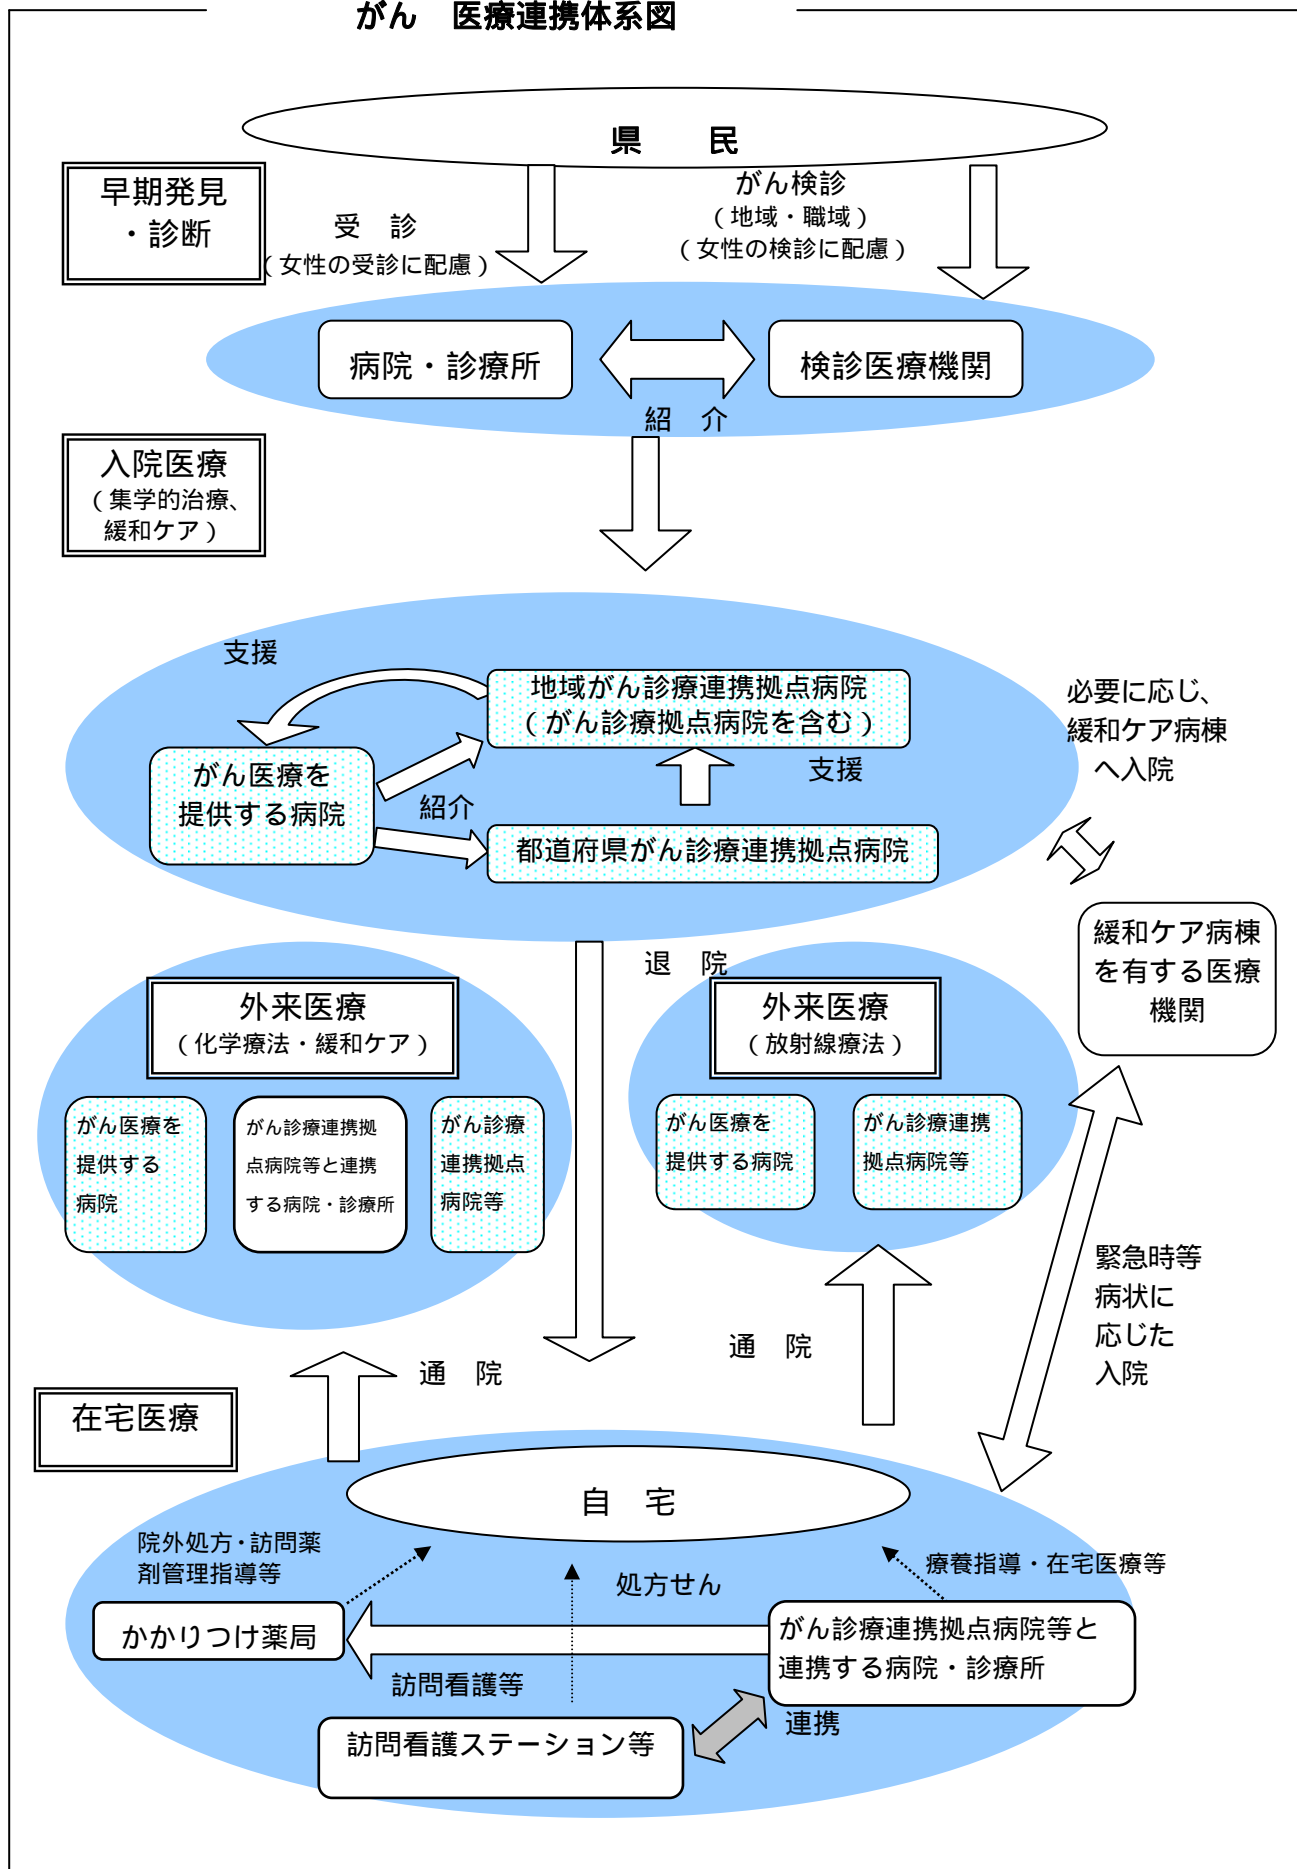 がん　医療連携体系図
県　民
早期発見
・診断
受　診
（女性の受診に配慮）
がん検診
（地域・職域）
（女性の検診に配慮）
病院・診療所
検診医療機関
紹　介
入院医療
（集学的治療、
緩和ケア）
支援
地域がん診療連携拠点病院
（がん診療拠点病院を含む）
がん医療を
提供する病院
支援
紹介
都道府県がん診療連携拠点病院
必要に応じ、
緩和ケア病棟
へ入院
緩和ケア病棟
を有する医療
機関
退　院
外来医療
（化学療法・緩和ケア）
がん医療を
提供する
病院
がん診療連携拠
点病院等と連携
する病院・診療所
がん診療
連携拠点
病院等
外来医療
（放射線療法）
がん医療を
提供する病院
がん診療連携
拠点病院等
緊急時等
病状に
応じた
入院
通　院
通　院
在宅医療
自　宅
院外処方・訪問薬
剤管理指導等
処方せん
療養指導・在宅医療等
かかりつけ薬局
がん診療連携拠点病院等と
連携する病院・診療所
訪問看護等
連携
訪問看護ステーション等